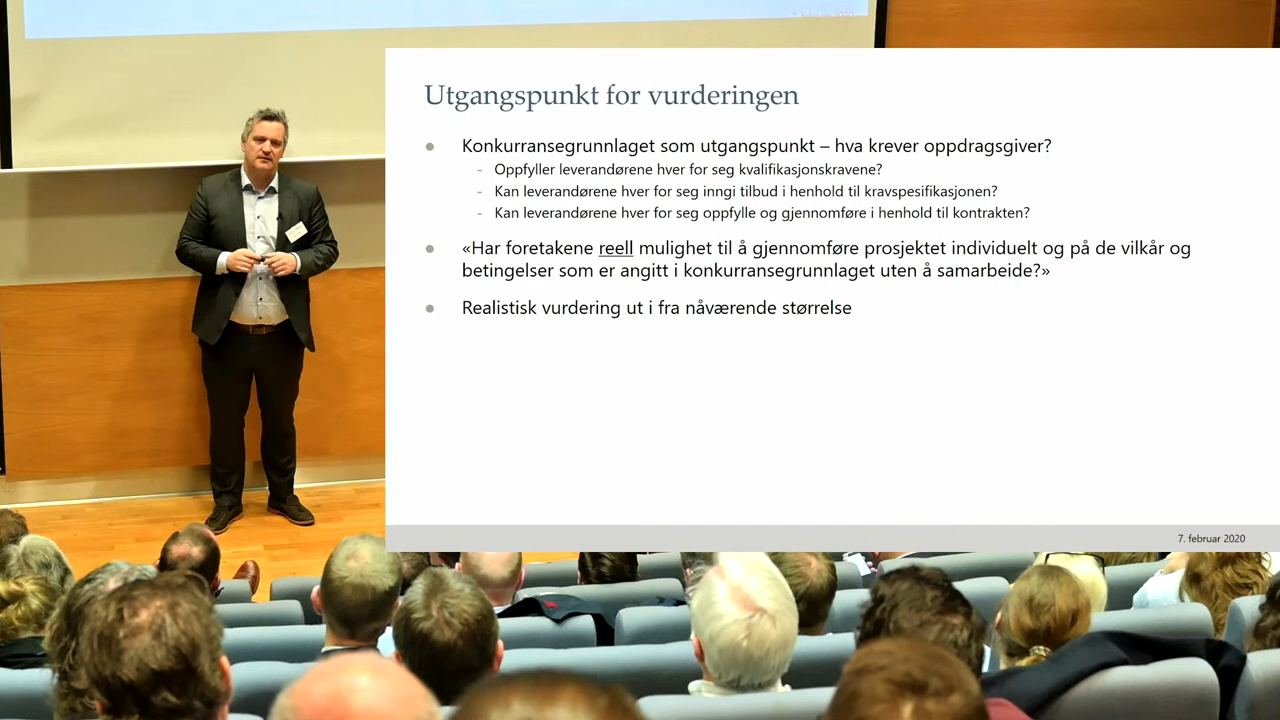 Utgangspunkt for vurderingen
Konkurransegrunnlaget som utgangspunkt – hva krever oppdragsgiver?
- Oppfyller leverandørene hver for seg kvalifikasjonskravene?
- Kan leverandørene hver for seg inngi tilbud i henhold til kravspesifikasjonen?
- Kan leverandørene hver for seg oppfylle og gjennomføre i henhold til kontrakten?
«Har foretakene reell mulighet til å gjennomføre prosjektet individuelt og på de vilkår og
betingelser som er angitt i konkurransegrunnlaget uten å samarbeide?»
Realistisk vurdering ut i fra nåværende størrelse
7. februar 2020